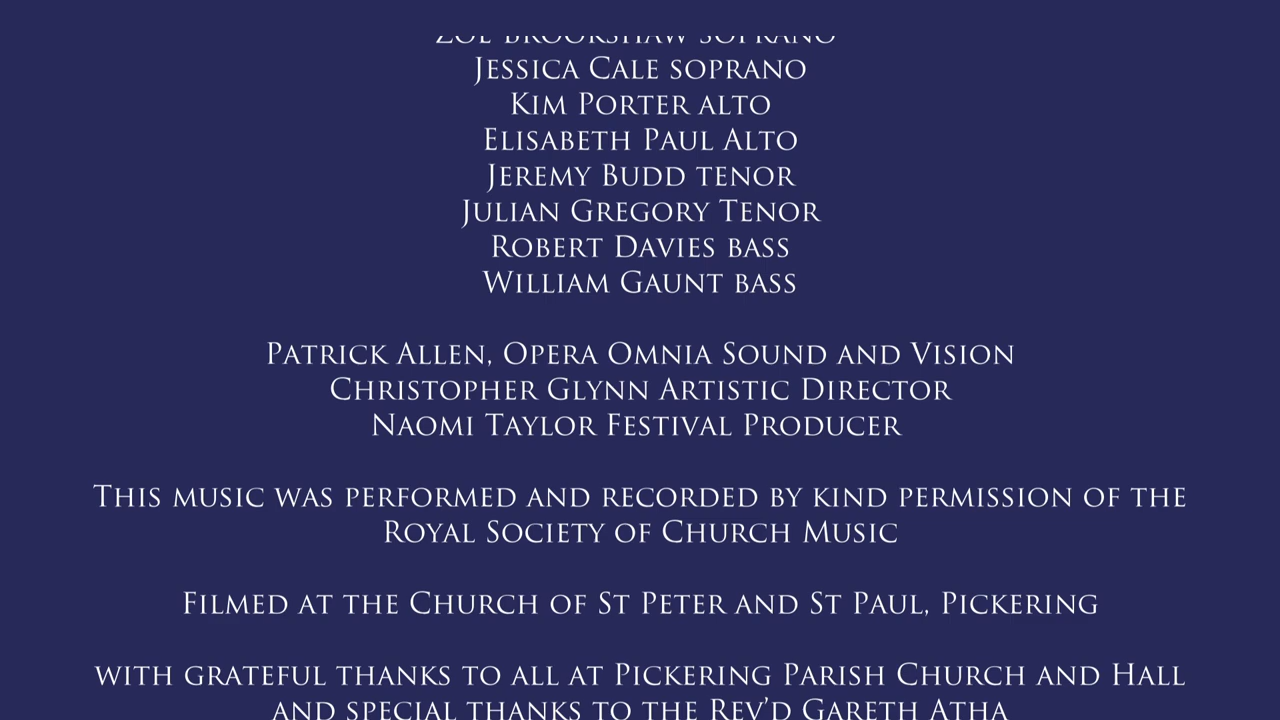 Zoe Brookshaw soprano
Jessica Cale soprano
Kim Porter alto
Elisabeth Paul Alto
Jeremy Budd tenor
Julian Gregory Tenor
Robert Davies bass
William Gaunt bass
Patrick Allen, Opera Omnia Sound and Vision
Christopher Glynn Artistic Director
Naomi Taylor Festival Producer
This music was performed and recorded by kind permission of the
Royal Society of Church Music
Filmed at the Church of St Peter and St Paul, Pickering
with grateful thanks to all at Pickering Parish Church and Hall
and special thanks to the Rev'd Gareth Atha